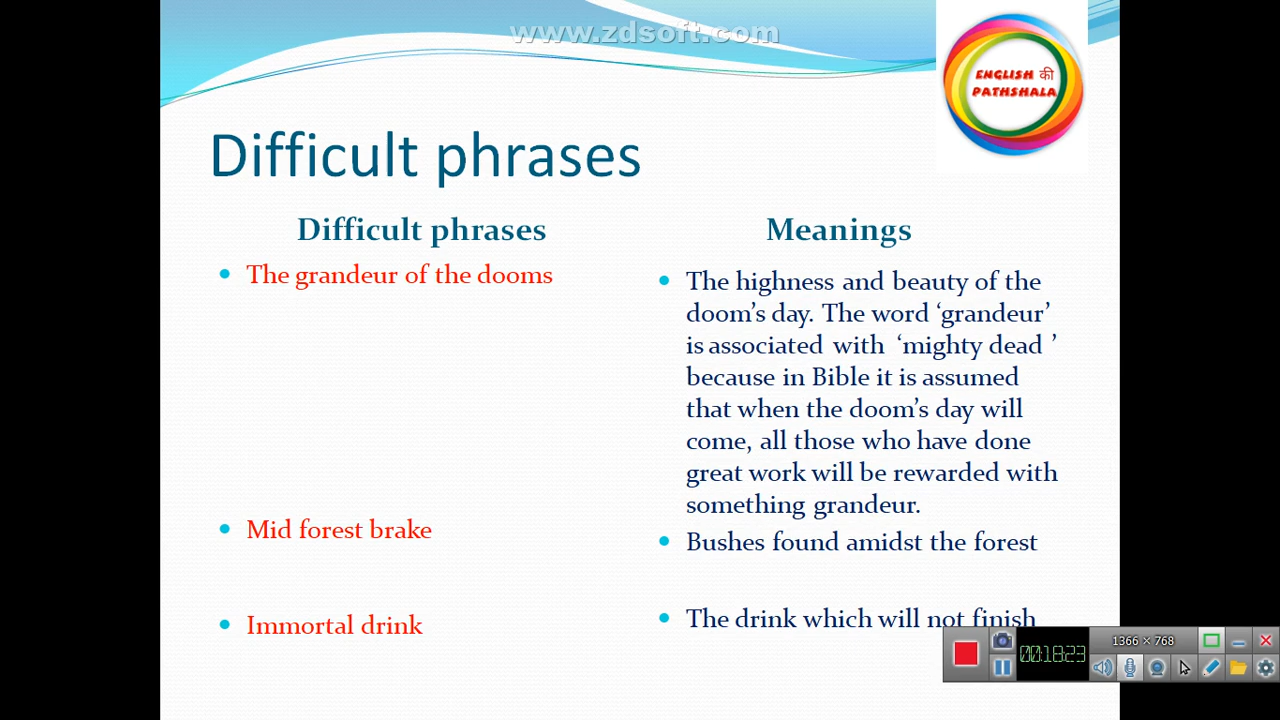 www.zdsoft.com
ENGLISH की
PATHSHALA
Difficult phrases
Difficult phrases
Meanings
The grandeur of the dooms
The highness and beauty of the
doom's day. The word ‘grandeur’
is associated with ‘mighty dead ’
because in Bible it is assumed
that when the doom's day will
come, all those who have done
great work will be rewarded with
something grandeur.
Mid forest brake
Bushes found amidst the forest
Immortal drink
The drink which will not finish
1366 × 768
00:18:23